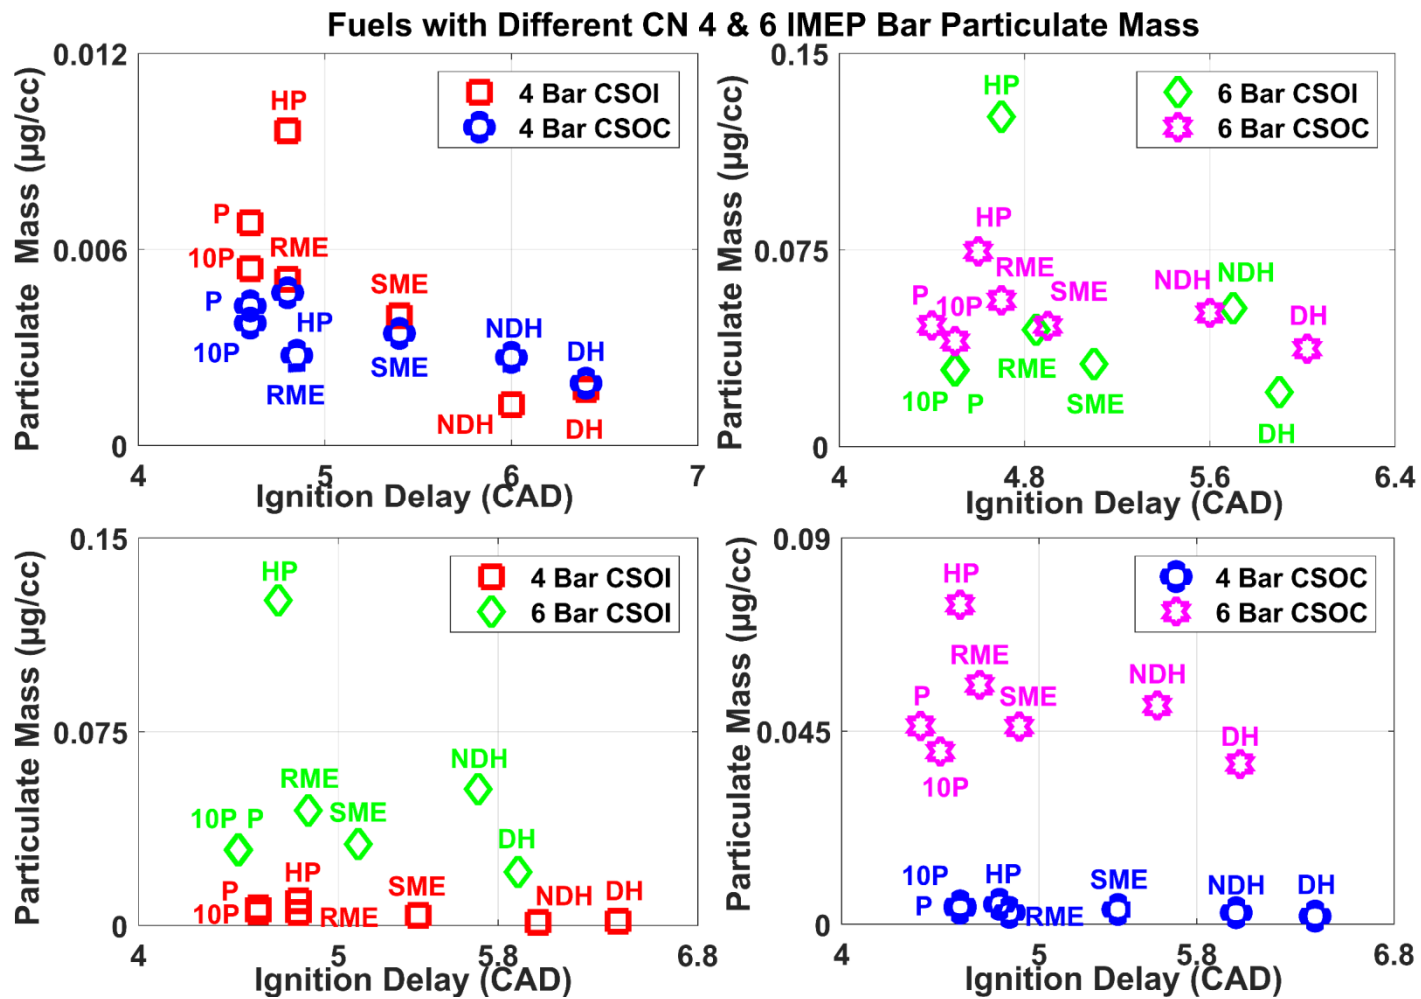 Fuels with Different CN 4 & 6 IMEP Bar Particulate Mass
Particulate Mass (µg/cc)
0.012
0.006
0
4 Bar CSOI
4 Bar CSOC
HP
P
RME
10P
SME
P
HP
NDH
DH
10P
RME
SME
NDH
DH
4
5
6
7
Ignition Delay (CAD)
Particulate Mass (µg/cc)
0.15
0.075
0
6 Bar CSOI
6 Bar CSOC
HP
HP
RME
NDH
NDH
P
10P
SME
DH
RME
10P
P
SME
DH
4
4.8
5.6
6.4
Ignition Delay (CAD)
Particulate Mass (µg/cc)
0.15
0.075
0
4 Bar CSOI
6 Bar CSOI
HP
NDH
RME
SME
10P P
DH
HP
P
SME
DH
10P
RME
NDH
4
5
5.8
6.8
Ignition Delay (CAD)
Particulate Mass (µg/cc)
0.09
0.045
0
4 Bar CSOC
6 Bar CSOC
HP
RME
NDH
P
SME
DH
10P
10P
HP
SME
NDH
DH
P
RME
4
5
5.8
6.8
Ignition Delay (CAD)